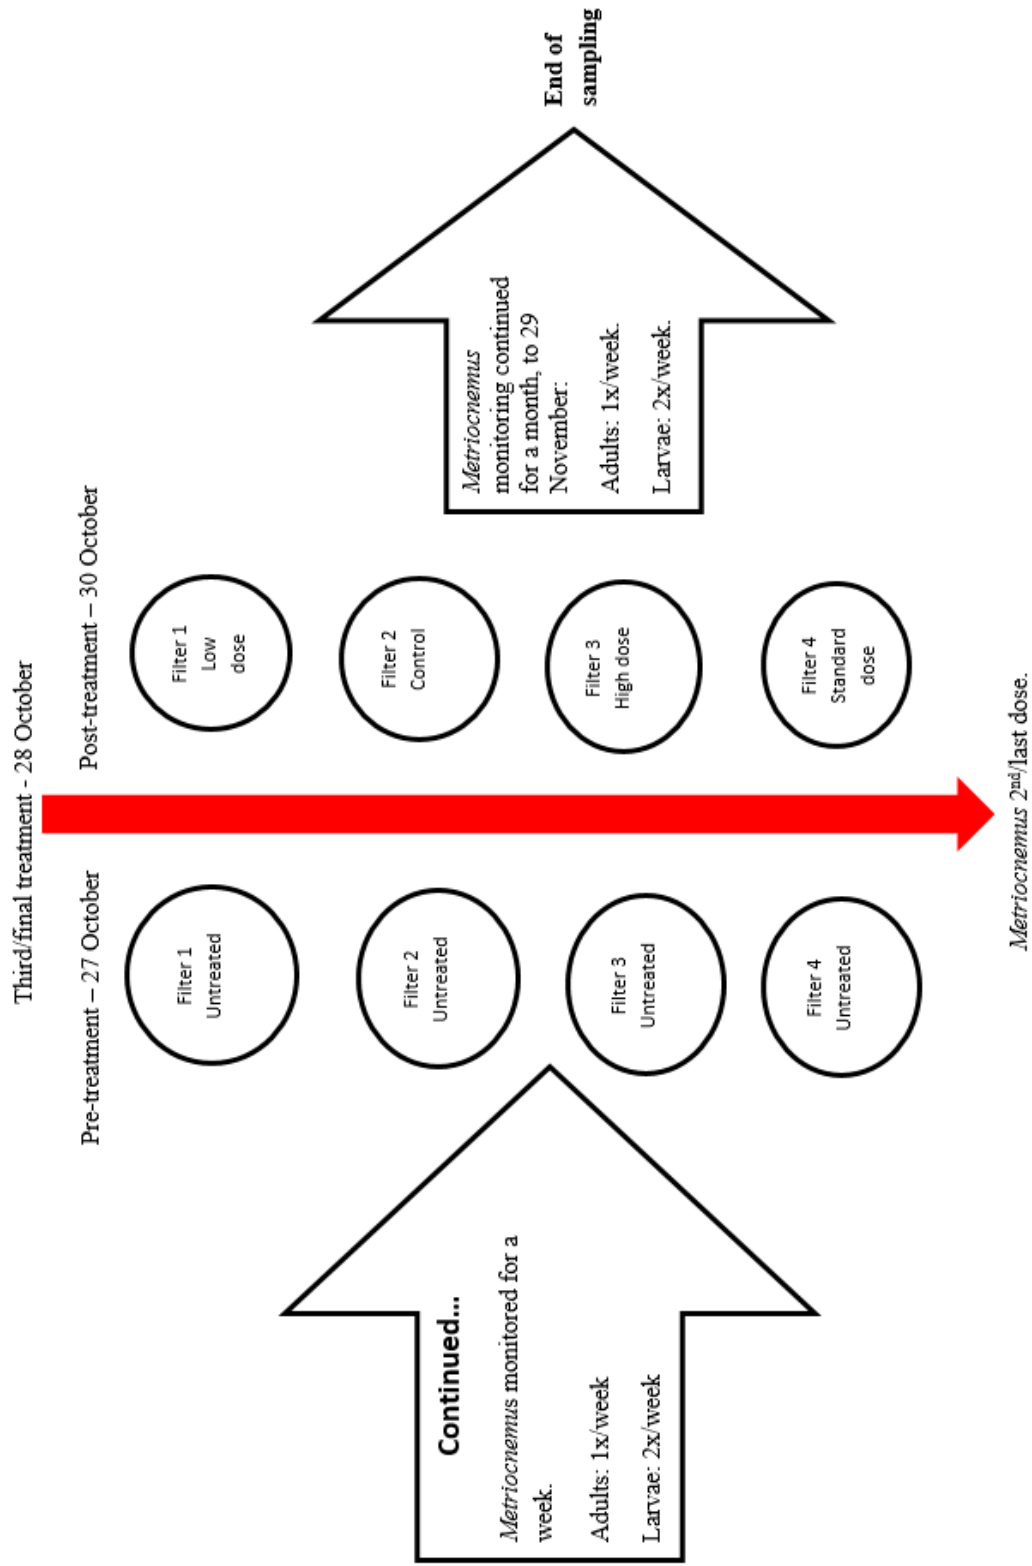 Third/final treatment - 28 October
Pre-treatment – 27 October
Post-treatment – 30 October
Continued...
Metriocnemus monitored for a
week.
Adults: 1x/week
Larvae: 2x/week
Filter 1
Untreated
Filter 2
Untreated
Filter 3
Untreated
Filter 4
Untreated
Filter 1
Low
dose
Filter 2
Control
Filter 3
High dose
Filter 4
Standard
dose
Metriocnemus
monitoring continued
for a month, to 29
November:
Adults: 1x/week.
Larvae: 2x/week.
End of
sampling
Metriocnemus 2nd/last dose.